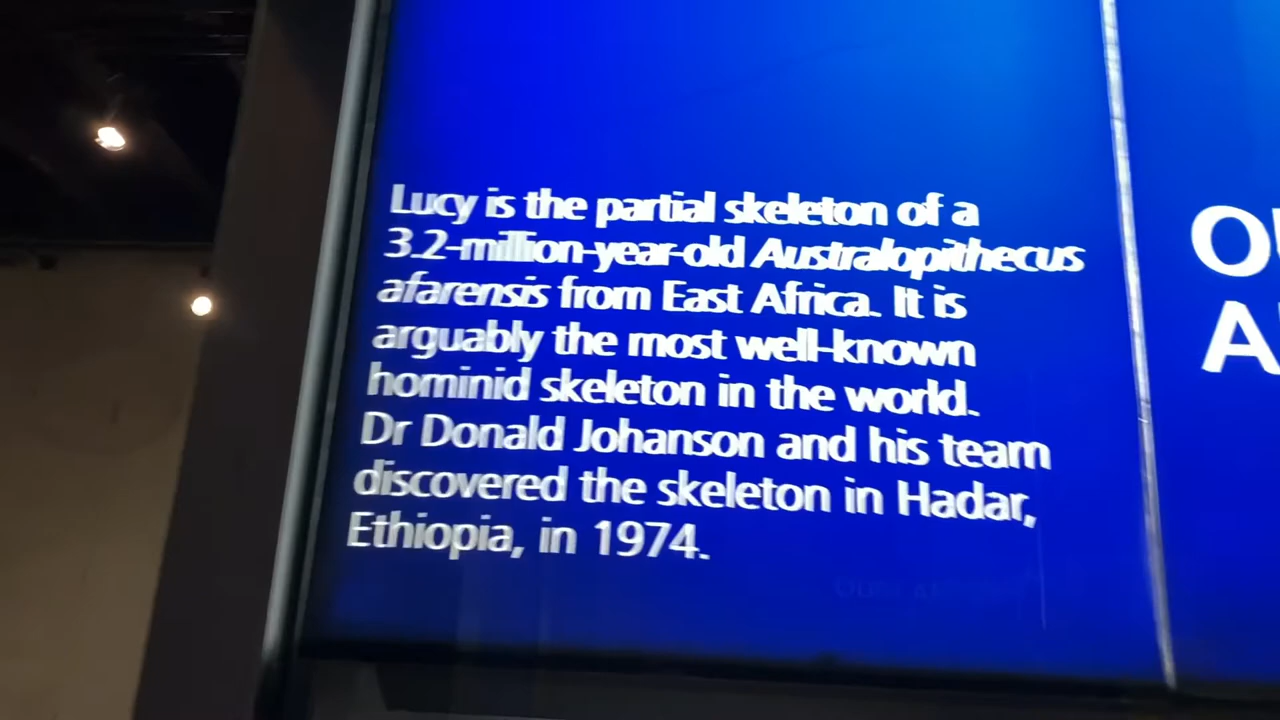 Lucy is the partial skeleton of a
3.2-million-year-old Australopithecus
afarensis from East Africa. It is
arguably the most well-known
hominid skeleton in the world.
Dr Donald Johanson and his team
discovered the skeleton in Hadar,
Ethiopia, in 1974.